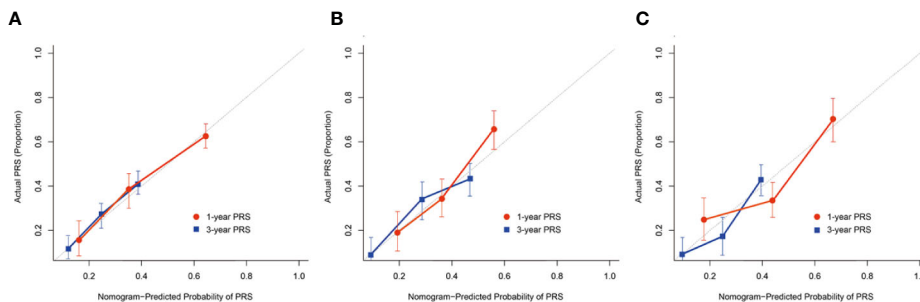 A
B
C
Actual PRS (Proportion)
1.0
0.8
0.6
0.4
0.2
1-year PRS
3-year PRS
0.2 0.4 0.6 0.8 1.0
Nomogram-Predicted Probability of PRS
Actual PRS (Proportion)
1.0
0.8
0.6
0.4
0.2
1-year PRS
3-year PRS
0.2 0.4 0.6 0.8 1.0
Nomogram-Predicted Probability of PRS
Actual PRS (Proportion)
1.0
0.8
0.6
0.4
0.2
1-year PRS
3-year PRS
0.2 0.4 0.6 0.8 1.0
Nomogram-Predicted Probability of PRS